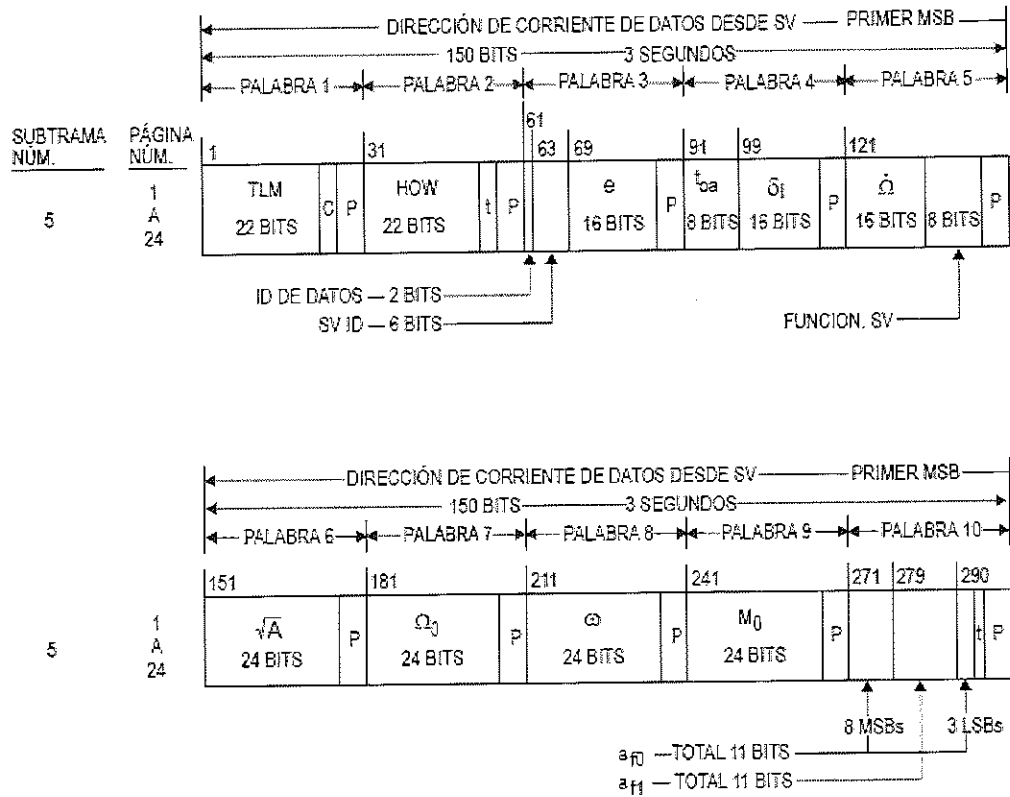 DIRECCIÓN DE CORRIENTE DE DATOS DESDE SV — PRIMER MSB
150 BITS — 3 SEGUNDOS
PALABRA 1 PALABRA 2 PALABRA 3 PALABRA 4 PALABRA 5
SUBTRAMA NÚM. PÁGINA NÚM.
1 31 61 63 69 91 99 121
5 1 A 24
TLM 22 BITS C P HOW 22 BITS t P e 16 BITS P t_oa 8 BITS δ_i 16 BITS P Ω̇ 16 BITS 8 BITS P
ID DE DATOS — 2 BITS
SV ID — 6 BITS
FUNCION. SV
DIRECCIÓN DE CORRIENTE DE DATOS DESDE SV — PRIMER MSB
150 BITS — 3 SEGUNDOS
PALABRA 6 PALABRA 7 PALABRA 8 PALABRA 9 PALABRA 10
151 181 211 241 271 279 290
5 1 A 24
√A 24 BITS P Ω_0 24 BITS P ω 24 BITS P M_0 24 BITS P t P
8 MSBs 3 LSBs
a_f0 — TOTAL 11 BITS
a_f1 — TOTAL 11 BITS